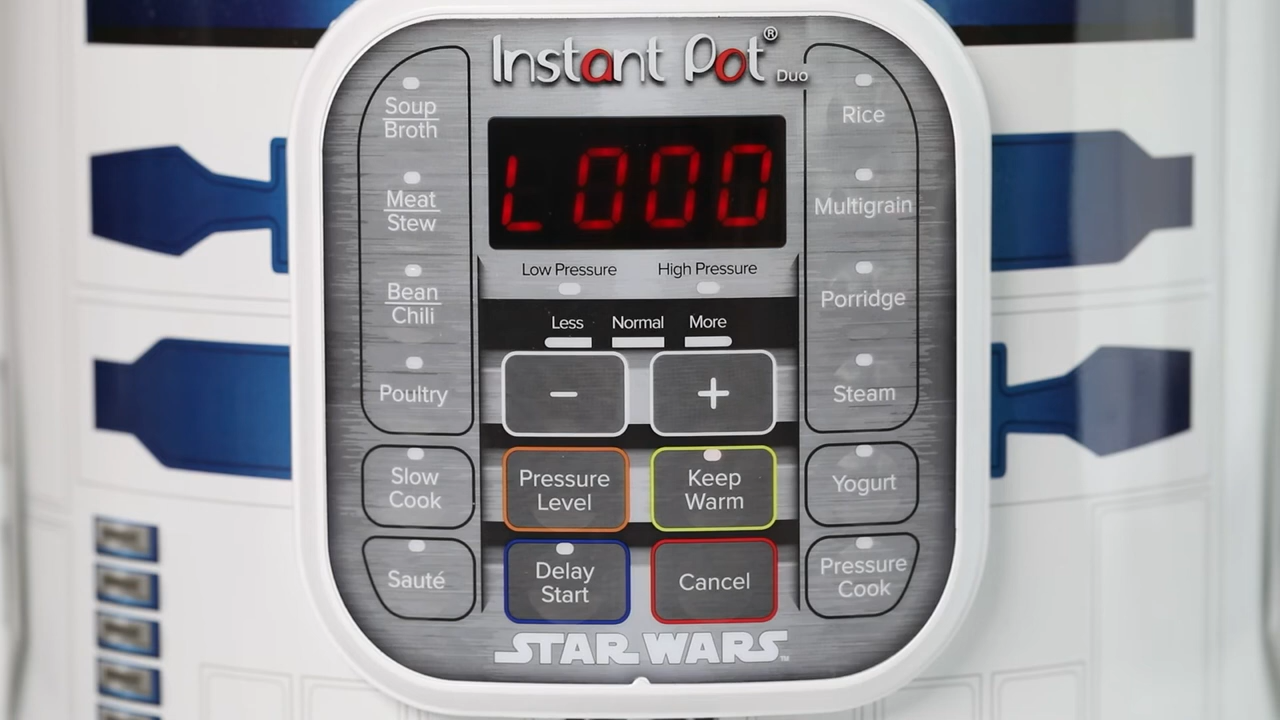 Instant Pot® Duo
Soup
Broth
Meat
Stew
Bean
Chili
Poultry
Slow
Cook
Sauté
L000
Low Pressure High Pressure
Less Normal More
- +
Pressure
Level
Keep
Warm
Delay
Start
Cancel
Rice
Multigrain
Porridge
Steam
Yogurt
Pressure
Cook
STAR WARS™